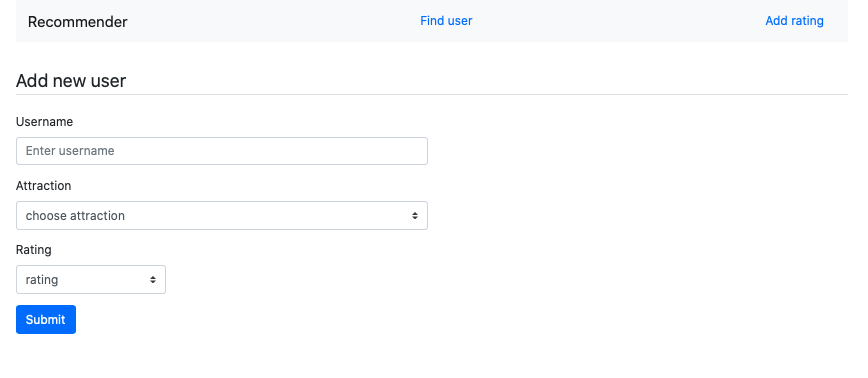 Recommender Find user Add rating
Add new user
Username
Enter username
Attraction
choose attraction
Rating
rating
Submit